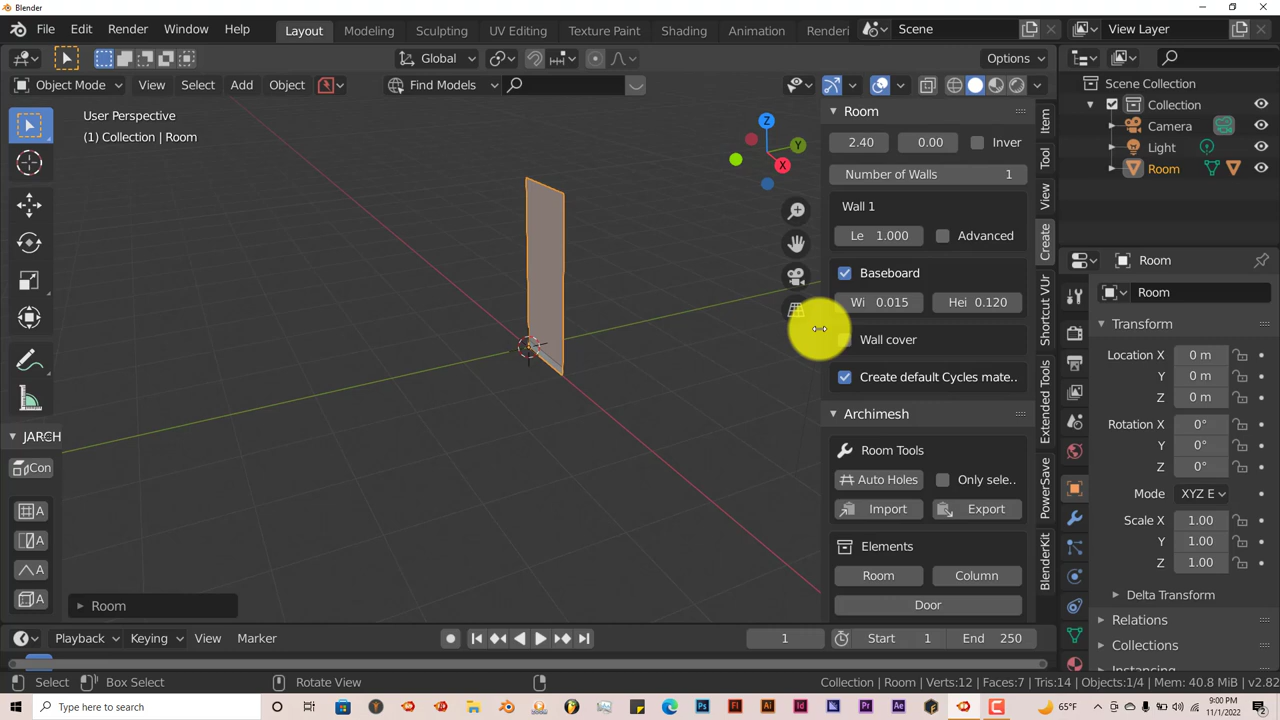 Blender
File Edit Render Window Help Layout Modeling Sculpting UV Editing Texture Paint Shading Animation Renderi Scene View Layer
Global Options
Object Mode View Select Add Object Find Models
User Perspective
(1) Collection | Room
Z
Y
X
JARCH
Con
A
A
A
A
Room
Room
2.40 0.00 Inver
Number of Walls 1
Wall 1
Le 1.000 Advanced
Baseboard
Wi 0.015 Hei 0.120
Wall cover
Create default Cycles mate..
Archimesh
Room Tools
Auto Holes Only sele..
Import Export
Elements
Room Column
Door
Item
Tool
View
Create
Shortcut VUr
Extended Tools
PowerSave
BlenderKit
Scene Collection
Collection
Camera
Light
Room
Room
Room
Transform
Location X 0 m
Y 0 m
Z 0 m
Rotation X 0°
Y 0°
Z 0°
Mode XYZ E
Scale X 1.00
Y 1.00
Z 1.00
Delta Transform
Relations
Collections
Instancing
Playback Keying View Marker 1 Start 1 End 250
Select Box Select Rotate View Collection | Room | Verts:12 | Faces:7 | Tris:14 | Objects:1/4 | Mem: 40.8 MiB | v2.82
Type here to search 65°F 9:00 PM
11/1/2022